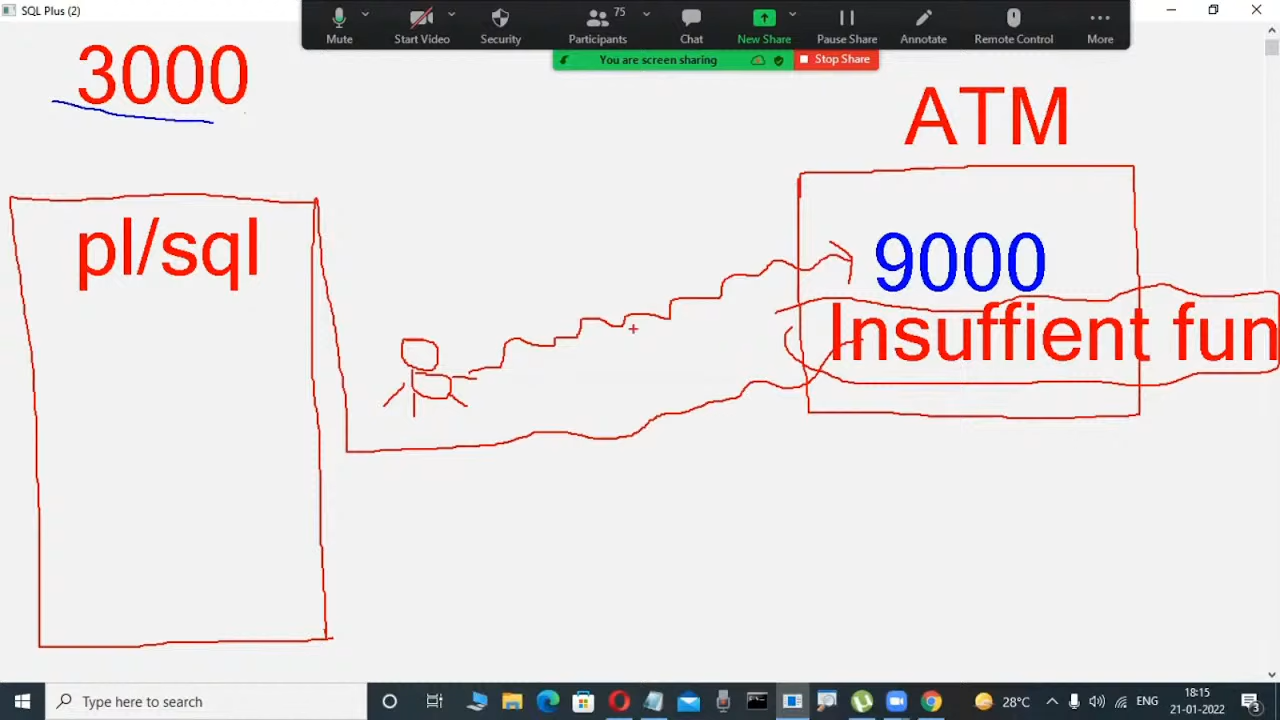 SQL Plus (2)
75
Mute
Start Video
Security
Participants
Chat
New Share
Pause Share
Annotate
Remote Control
More
You are screen sharing
Stop Share
3000
ATM
pl/sql
9000
Insuffient fun
Type here to search
28°C
ENG
18:15
21-01-2022
3